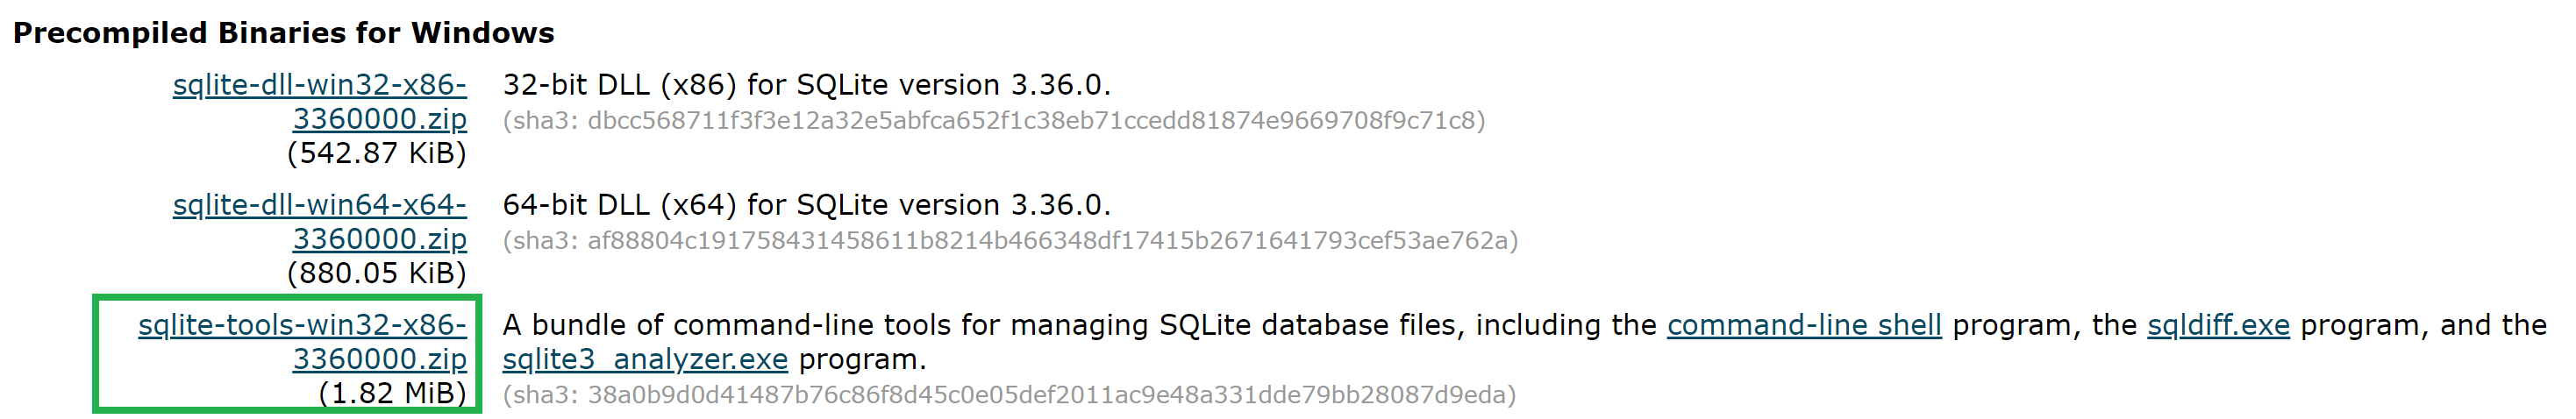 Precompiled Binaries for Windows
sqlite-dll-win32-x86-
3360000.zip
(542.87 KiB)
32-bit DLL (x86) for SQLite version 3.36.0.
(sha3: dbcc568711f3f3e12a32e5abfca652f1c38eb71ccedd81874e9669708f9c71c8)
sqlite-dll-win64-x64-
3360000.zip
(880.05 KiB)
64-bit DLL (x64) for SQLite version 3.36.0.
(sha3: af88804c191758431458611b8214b466348df17415b2671641793cef53ae762a)
sqlite-tools-win32-x86-
3360000.zip
(1.82 MiB)
A bundle of command-line tools for managing SQLite database files, including the command-line shell program, the sqldiff.exe program, and the
sqlite3_analyzer.exe program.
(sha3: 38a0b9d0d41487b76c86f8d45c0e05def2011ac9e48a331dde79bb28087d9eda)